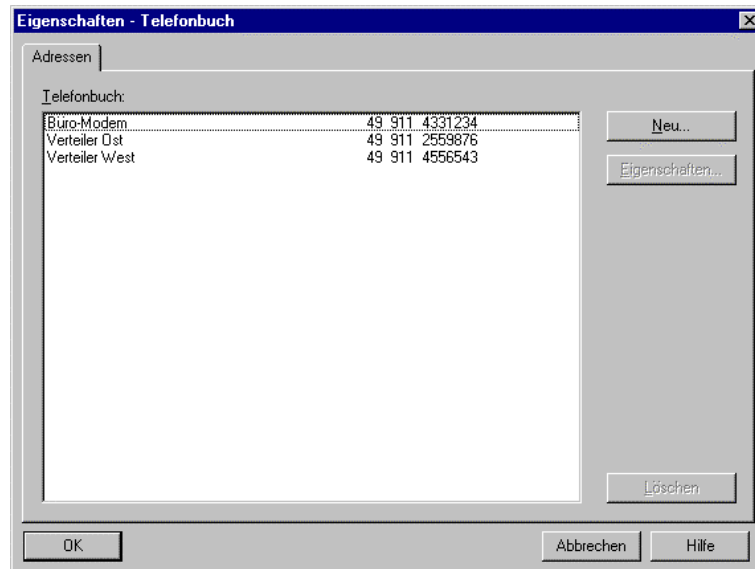 Eigenschaften - Telefonbuch
Adressen
Telefonbuch:
Büro-Modem 49 911 4331234
Verteiler Ost 49 911 2559876
Verteiler West 49 911 4556543
Neu...
Eigenschaften...
Löschen
OK Abbrechen Hilfe